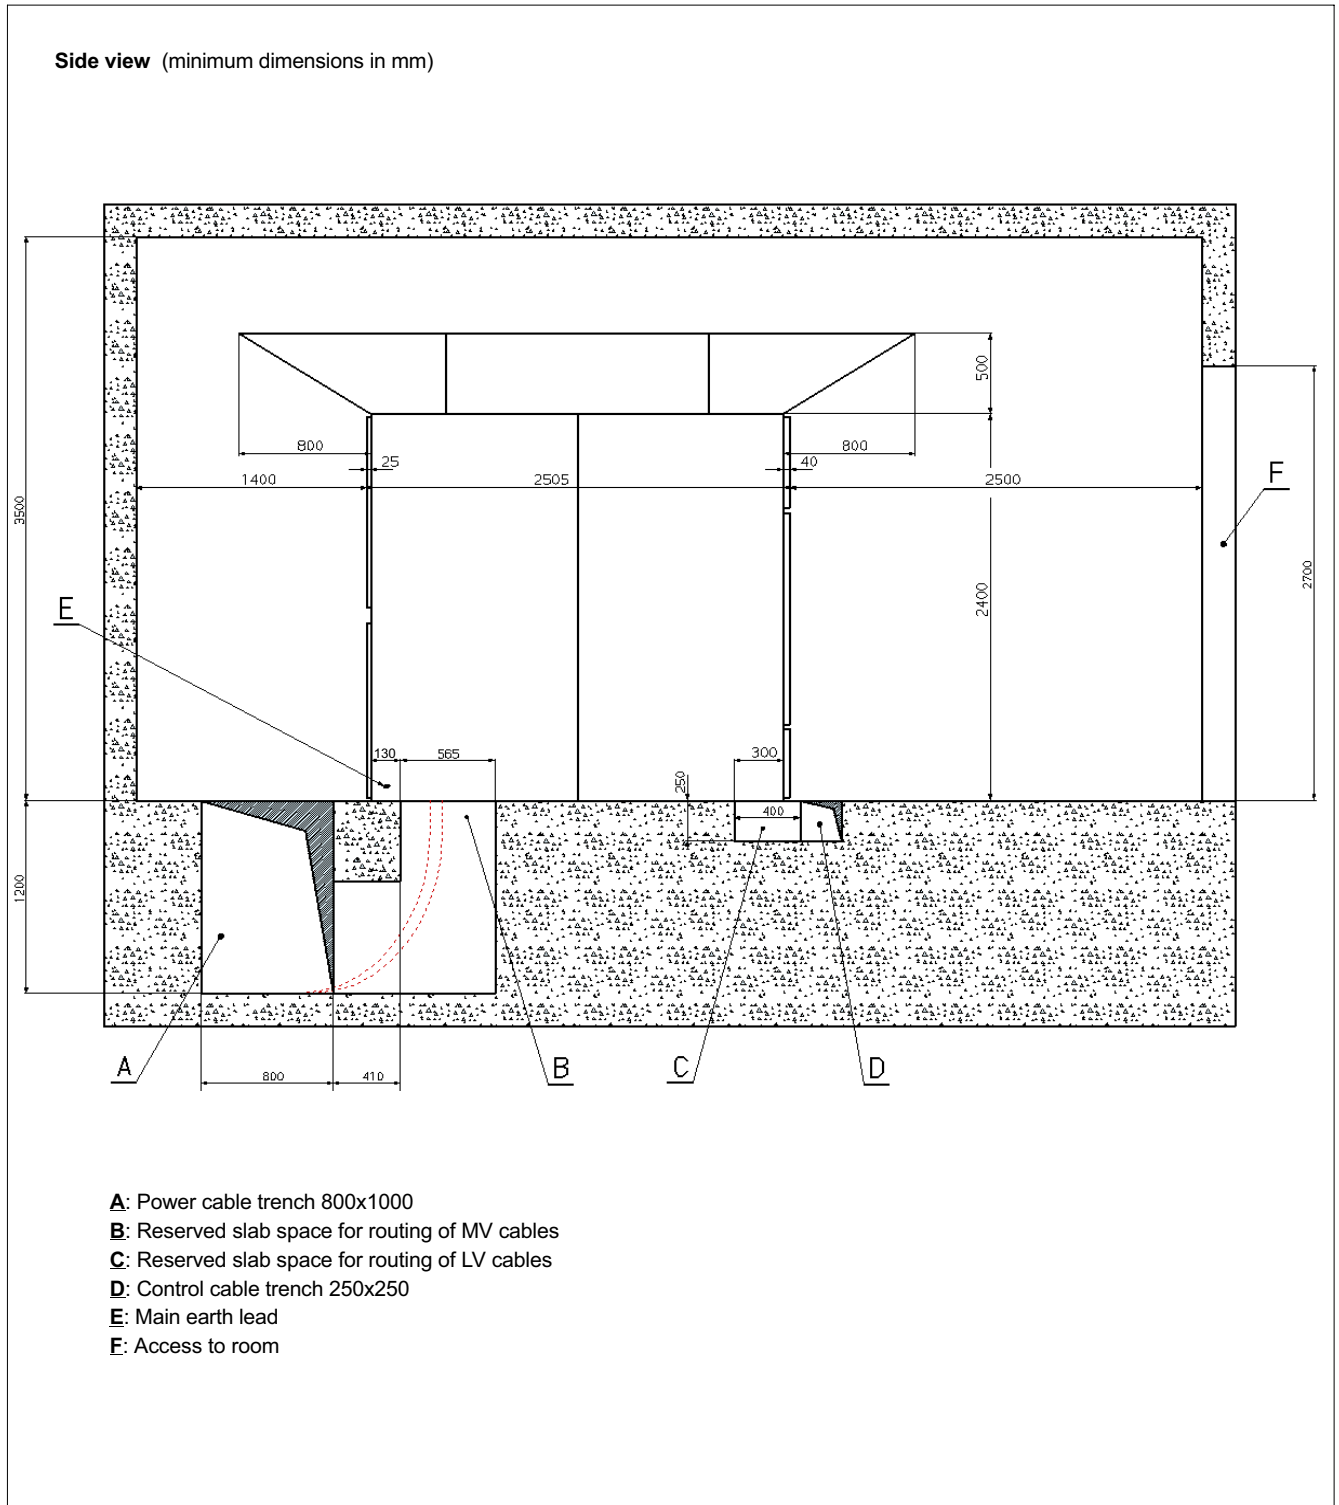 Side view (minimum dimensions in mm)
500
800
25
40
800
1400
2505
2500
F
3500
2700
2400
E
130
565
300
250
400
1200
A
B
C
D
800
410
A: Power cable trench 800x1000
B: Reserved slab space for routing of MV cables
C: Reserved slab space for routing of LV cables
D: Control cable trench 250x250
E: Main earth lead
F: Access to room